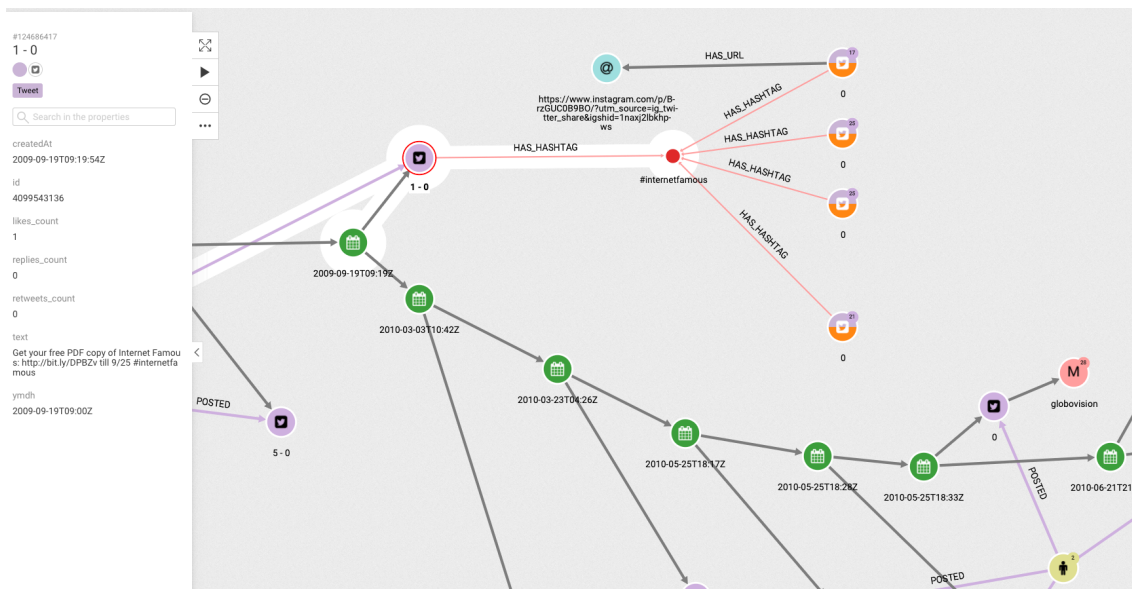 #124686417
1 - 0
Tweet
Search in the properties
createdAt
2009-09-19T09:19:54Z
id
4099543136
likes_count
1
replies_count
0
retweets_count
0
text
Get your free PDF copy of Internet Famou
s: http://bit.ly/DPBZv till 9/25 #internetfa
mous
ymdh
2009-09-19T09:00Z
HAS_URL
17
@
0
https://www.instagram.com/p/B-
rzGUC0B9BO/?utm_source=ig_twi-
tter_share&igshid=1naxj2lbkhp-
ws
HAS_HASHTAG
25
0
HAS_HASHTAG
1 - 0
#internetfamous
HAS_HASHTAG
25
0
HAS_HASHTAG
2009-09-19T09:19Z
2010-03-03T10:42Z
21
0
2010-03-23T04:26Z
M
20
globovision
POSTED
5 - 0
0
2010-05-25T18:17Z
2010-05-25T18:28Z
2010-05-25T18:33Z
2010-06-21T21
POSTED
2
POSTED